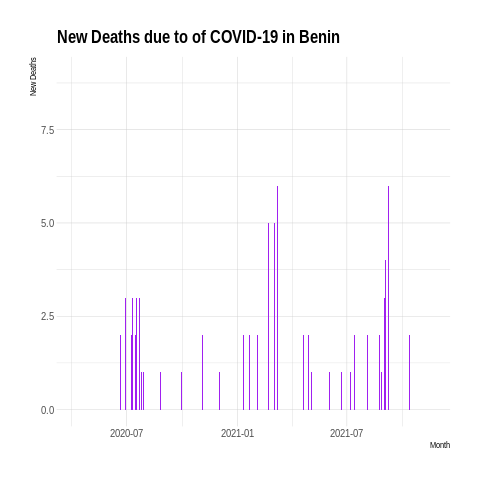 New Deaths due to of COVID-19 in Benin
New Deaths
7.5
5.0
2.5
0.0
2020-07
2021-01
2021-07
Month